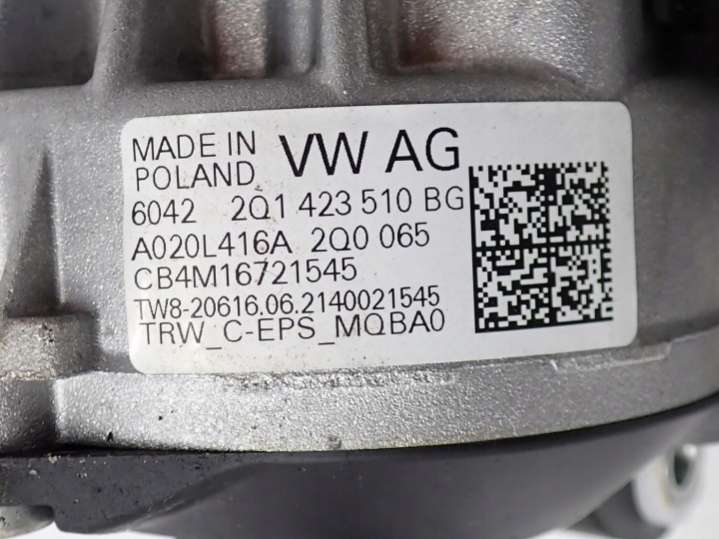 MADE IN
POLAND VW AG
6042 2Q1 423 510 BG
A020L416A 2Q0 065
CB4M16721545
TW8-20616.06.2140021545
TRW_C-EPS_MQBA0